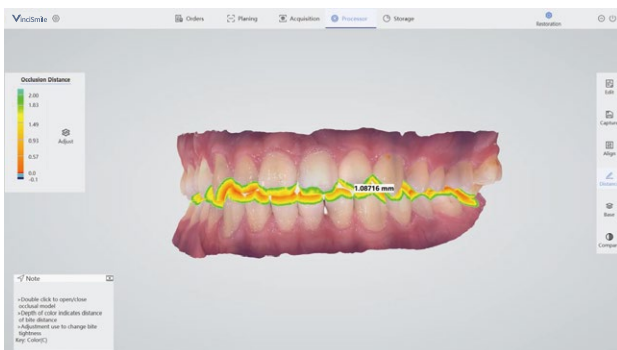 VinciSmile
Orders
Planing
Acquisition
Processor
Storage
Restoration
Occlusion Distance
2.00
1.83
1.49
0.93
0.57
0.0
-0.1
Adjust
1.08716 mm
Edit
Capture
Align
Distance
Base
Compare
Note
»Double click to open/close
occlusal model
»Depth of color indicates distance
of bite distance
»Adjustment use to change bite
tightness
Key: Color(C)